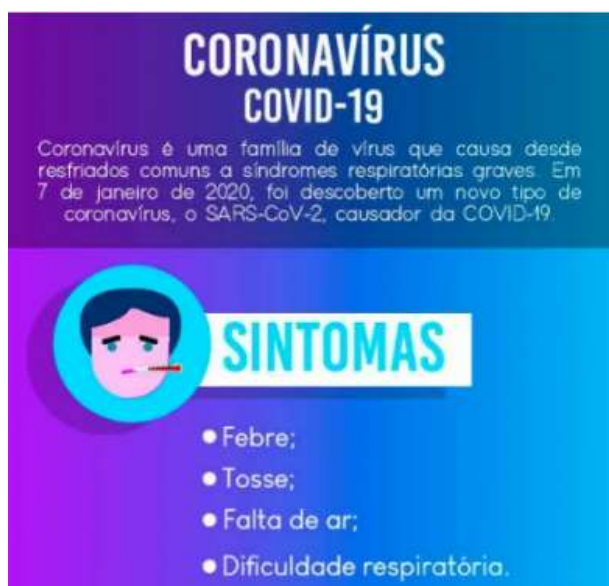 CORONAVÍRUS
COVID-19
Coronavírus é uma família de vírus que causa desde
resfriados comuns a síndromes respiratórias graves. Em
7 de janeiro de 2020, foi descoberto um novo tipo de
coronavírus, o SARS-CoV-2, causador da COVID-19.
SINTOMAS
• Febre;
• Tosse;
• Falta de ar;
• Dificuldade respiratória.